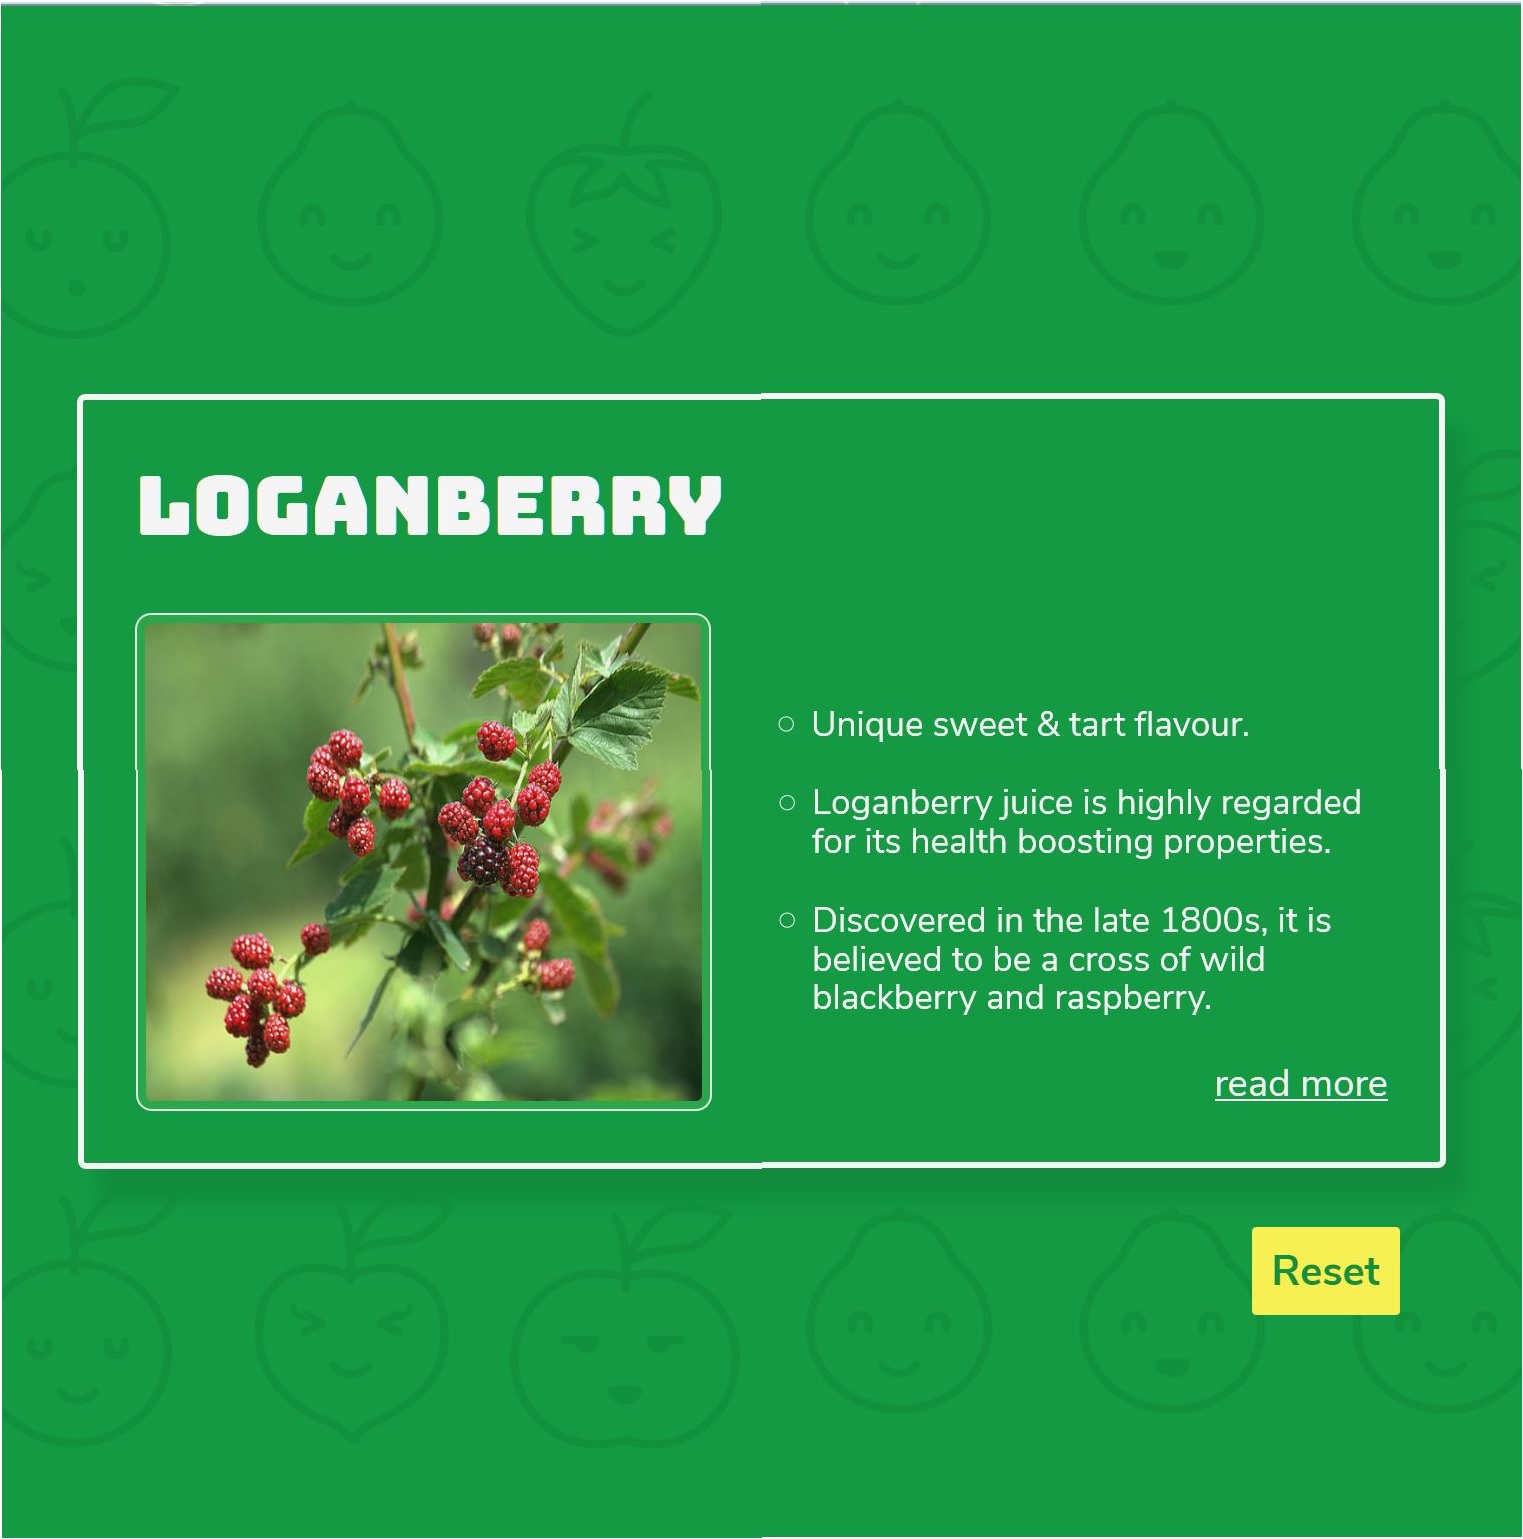 LOGANBERRY
Unique sweet & tart flavour.
Loganberry juice is highly regarded
for its health boosting properties.
Discovered in the late 1800s, it is
believed to be a cross of wild
blackberry and raspberry.
read more
Reset